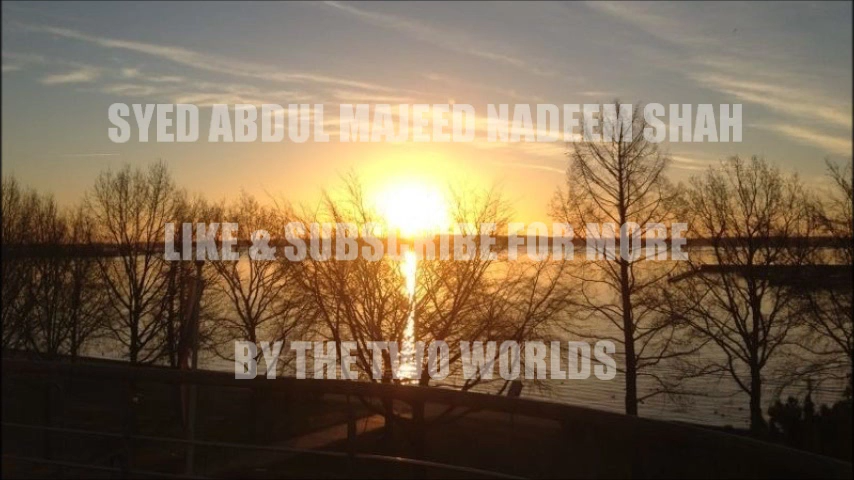 SYED ABDUL MAJEED NADEEM SHAH
LIKE & SUBSCRIBE FOR MORE
BY THE TWO WORLDS